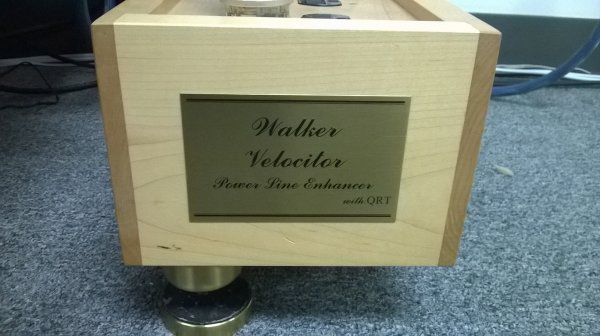 Walker
Velocitor
Power Line Enhancer
with QRT